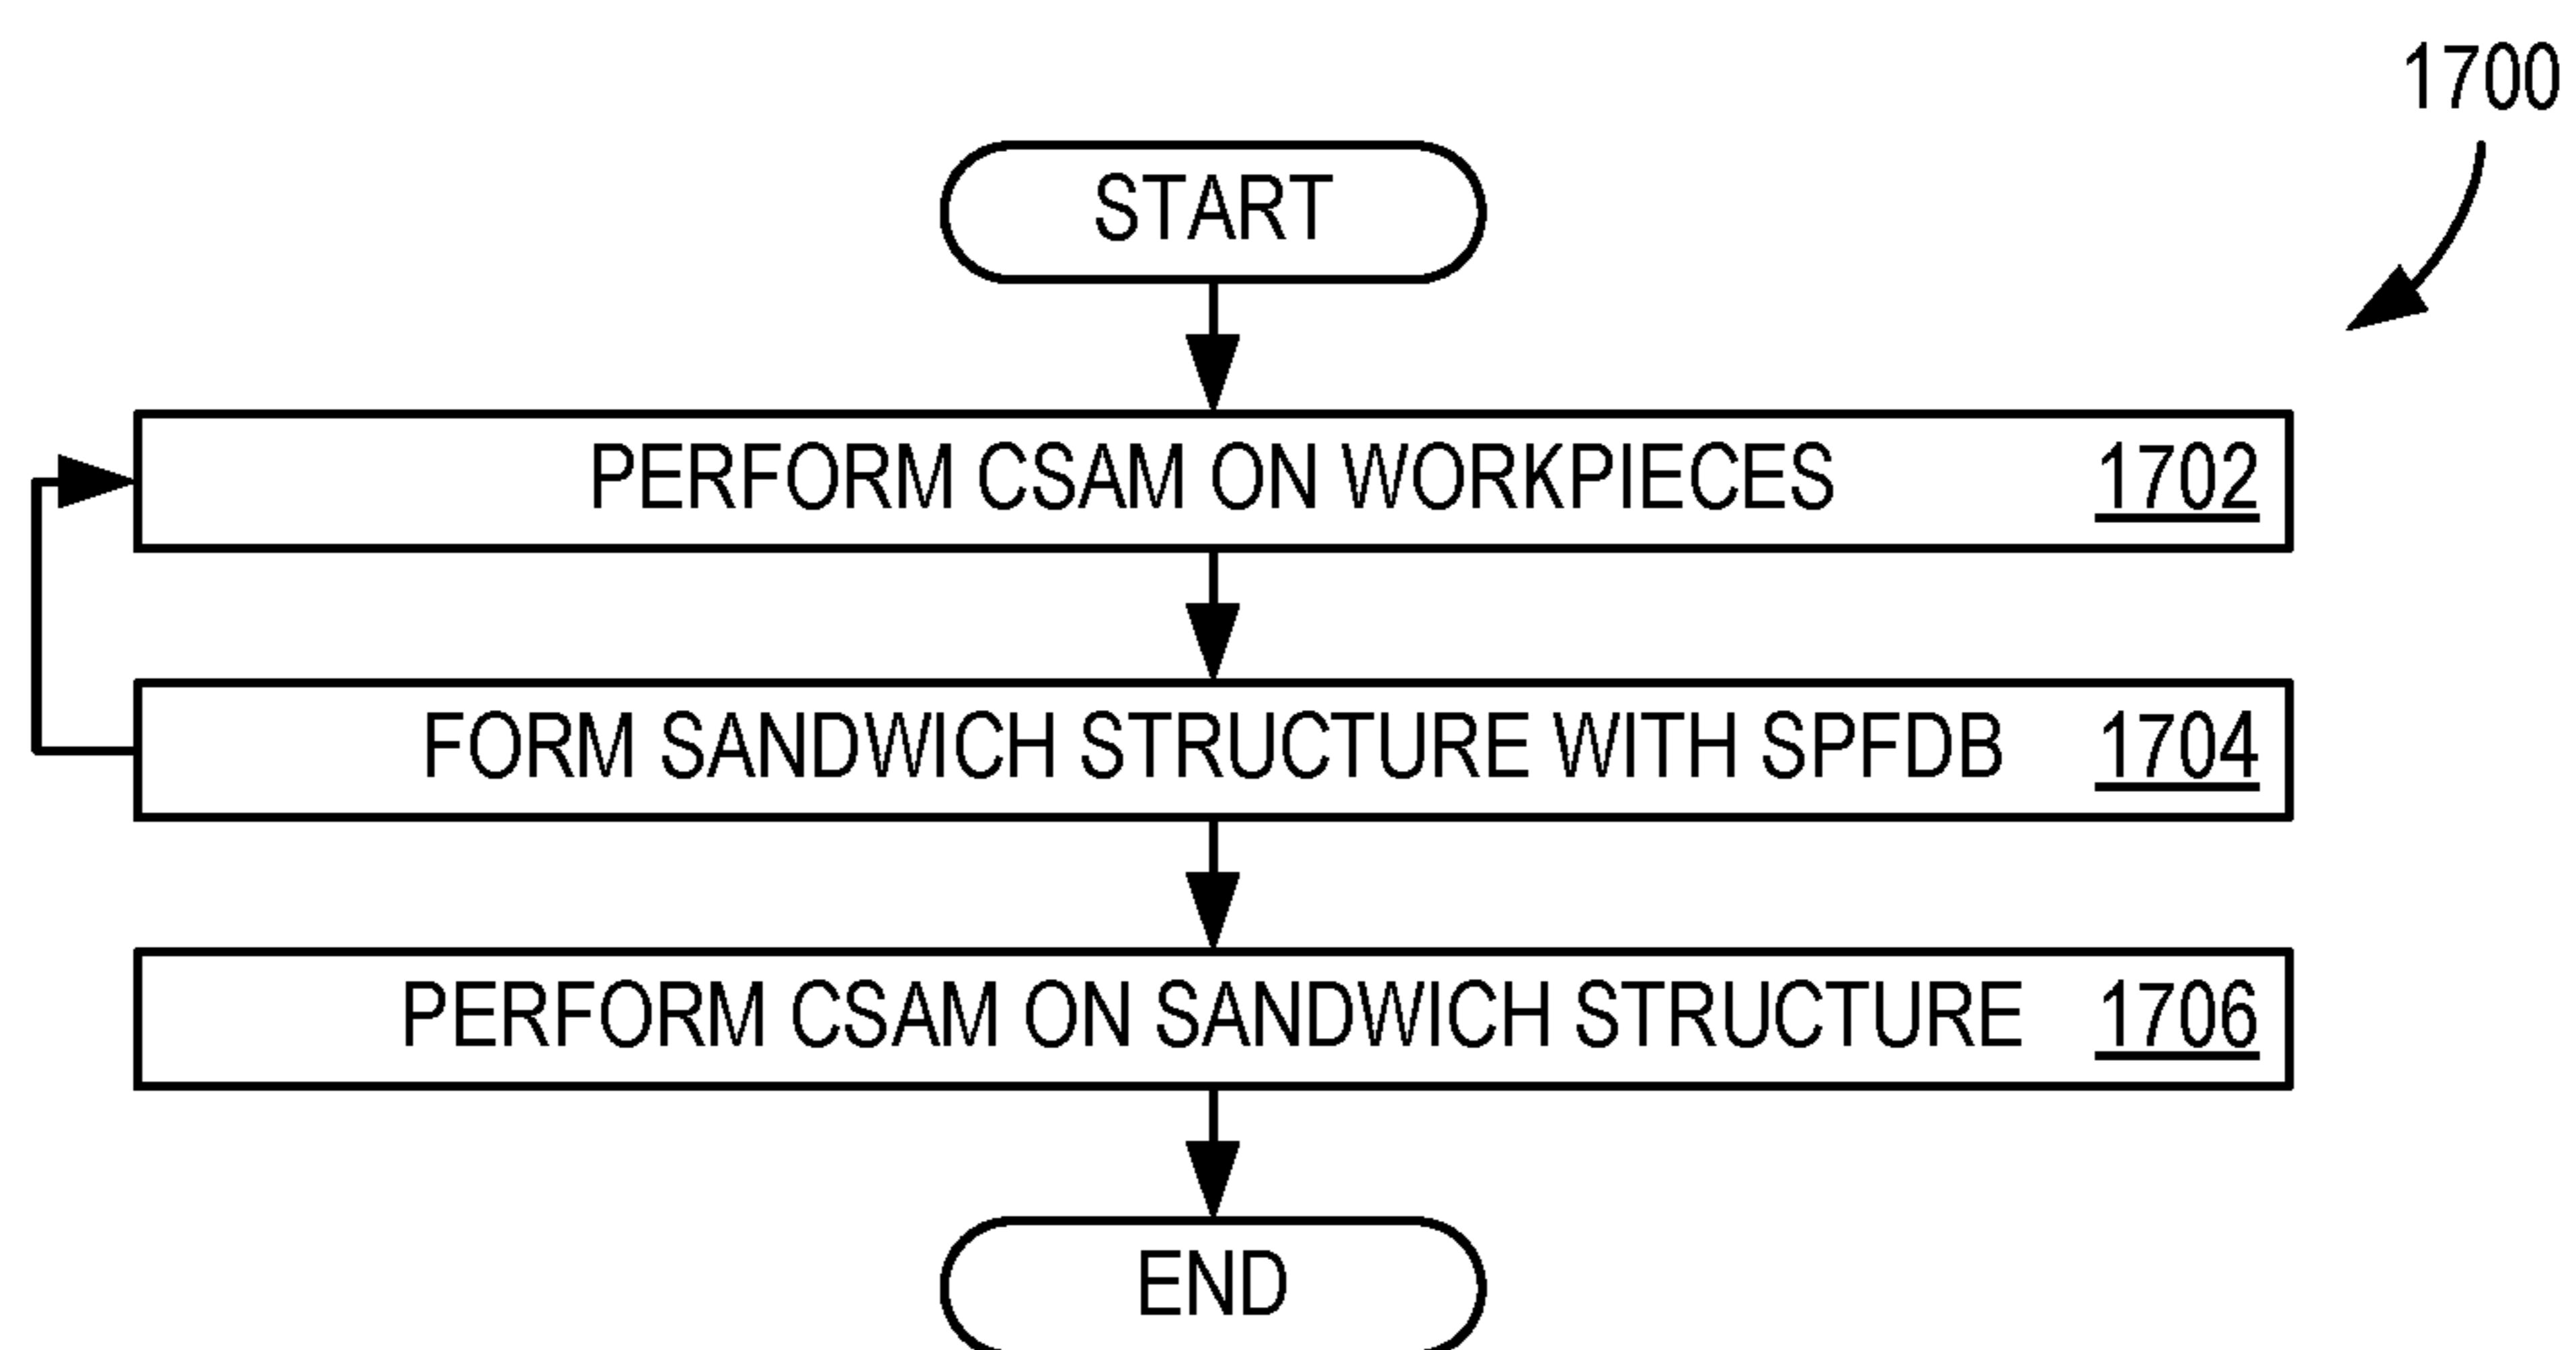 1700
START
PERFORM CSAM ON WORKPIECES 1702
FORM SANDWICH STRUCTURE WITH SPFDB 1704
PERFORM CSAM ON SANDWICH STRUCTURE 1706
END